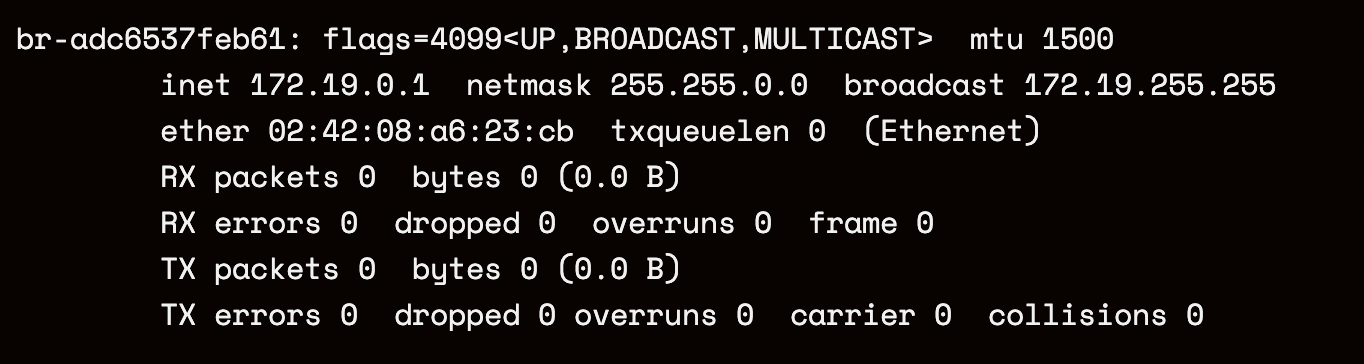 br-adc6537feb61: flags=4099<UP,BROADCAST,MULTICAST>  mtu 1500
        inet 172.19.0.1  netmask 255.255.0.0  broadcast 172.19.255.255
        ether 02:42:08:a6:23:cb  txqueuelen 0  (Ethernet)
        RX packets 0  bytes 0 (0.0 B)
        RX errors 0  dropped 0  overruns 0  frame 0
        TX packets 0  bytes 0 (0.0 B)
        TX errors 0  dropped 0 overruns 0  carrier 0  collisions 0